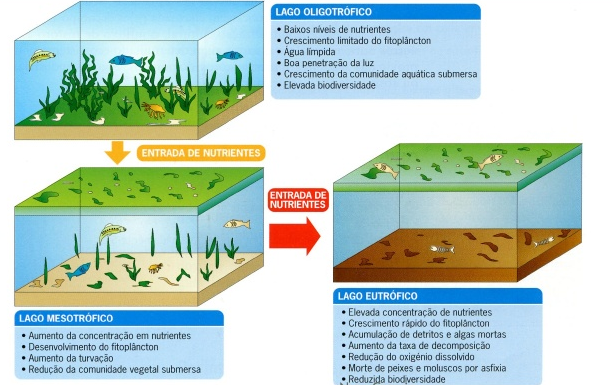 LAGO OLIGOTRÓFICO
• Baixos níveis de nutrientes
• Crescimento limitado do fitoplâncton
• Água límpida
• Boa penetração da luz
• Crescimento da comunidade aquática submersa
• Elevada biodiversidade
ENTRADA DE NUTRIENTES
ENTRADA DE
NUTRIENTES
LAGO MESOTRÓFICO
• Aumento da concentração em nutrientes
• Desenvolvimento do fitoplâncton
• Aumento da turvação
• Redução da comunidade vegetal submersa
LAGO EUTRÓFICO
• Elevada concentração de nutrientes
• Crescimento rápido do fitoplâncton
• Acumulação de detritos e algas mortas
• Aumento da taxa de decomposição
• Redução do oxigénio dissolvido
• Morte de peixes e moluscos por asfixia
• Reduzida biodiversidade